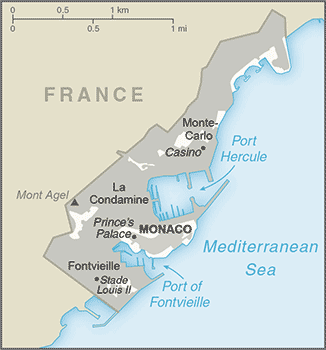 0 0.5 1 km
0 0.5 1 mi
FRANCE
Monte-
Carlo
Casino
Port
Hercule
Mont Agel
La
Condamine
Prince's
Palace
MONACO
Mediterranean
Sea
Fontvieille
Stade
Louis II
Port of
Fontvieille